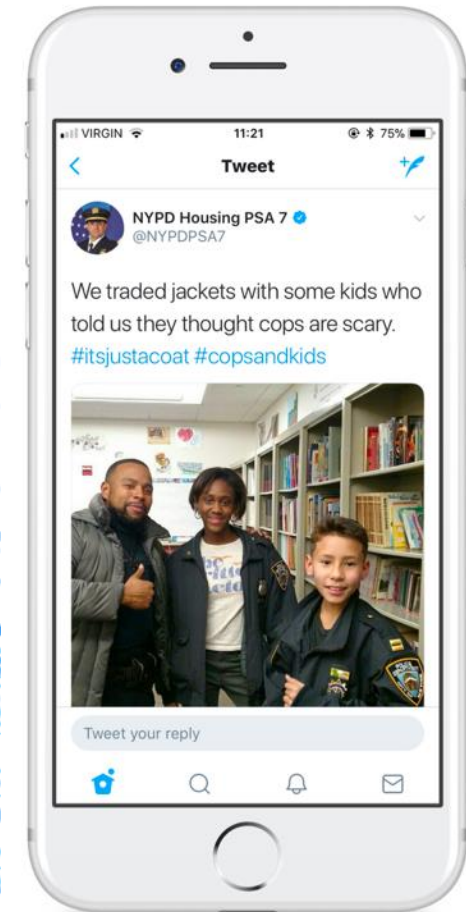 VIRGIN
11:21
75%
Tweet
NYPD Housing PSA 7
@NYPDPSA7
We traded jackets with some kids who
told us they thought cops are scary.
#itsjustacoat #copsandkids
Tweet your reply